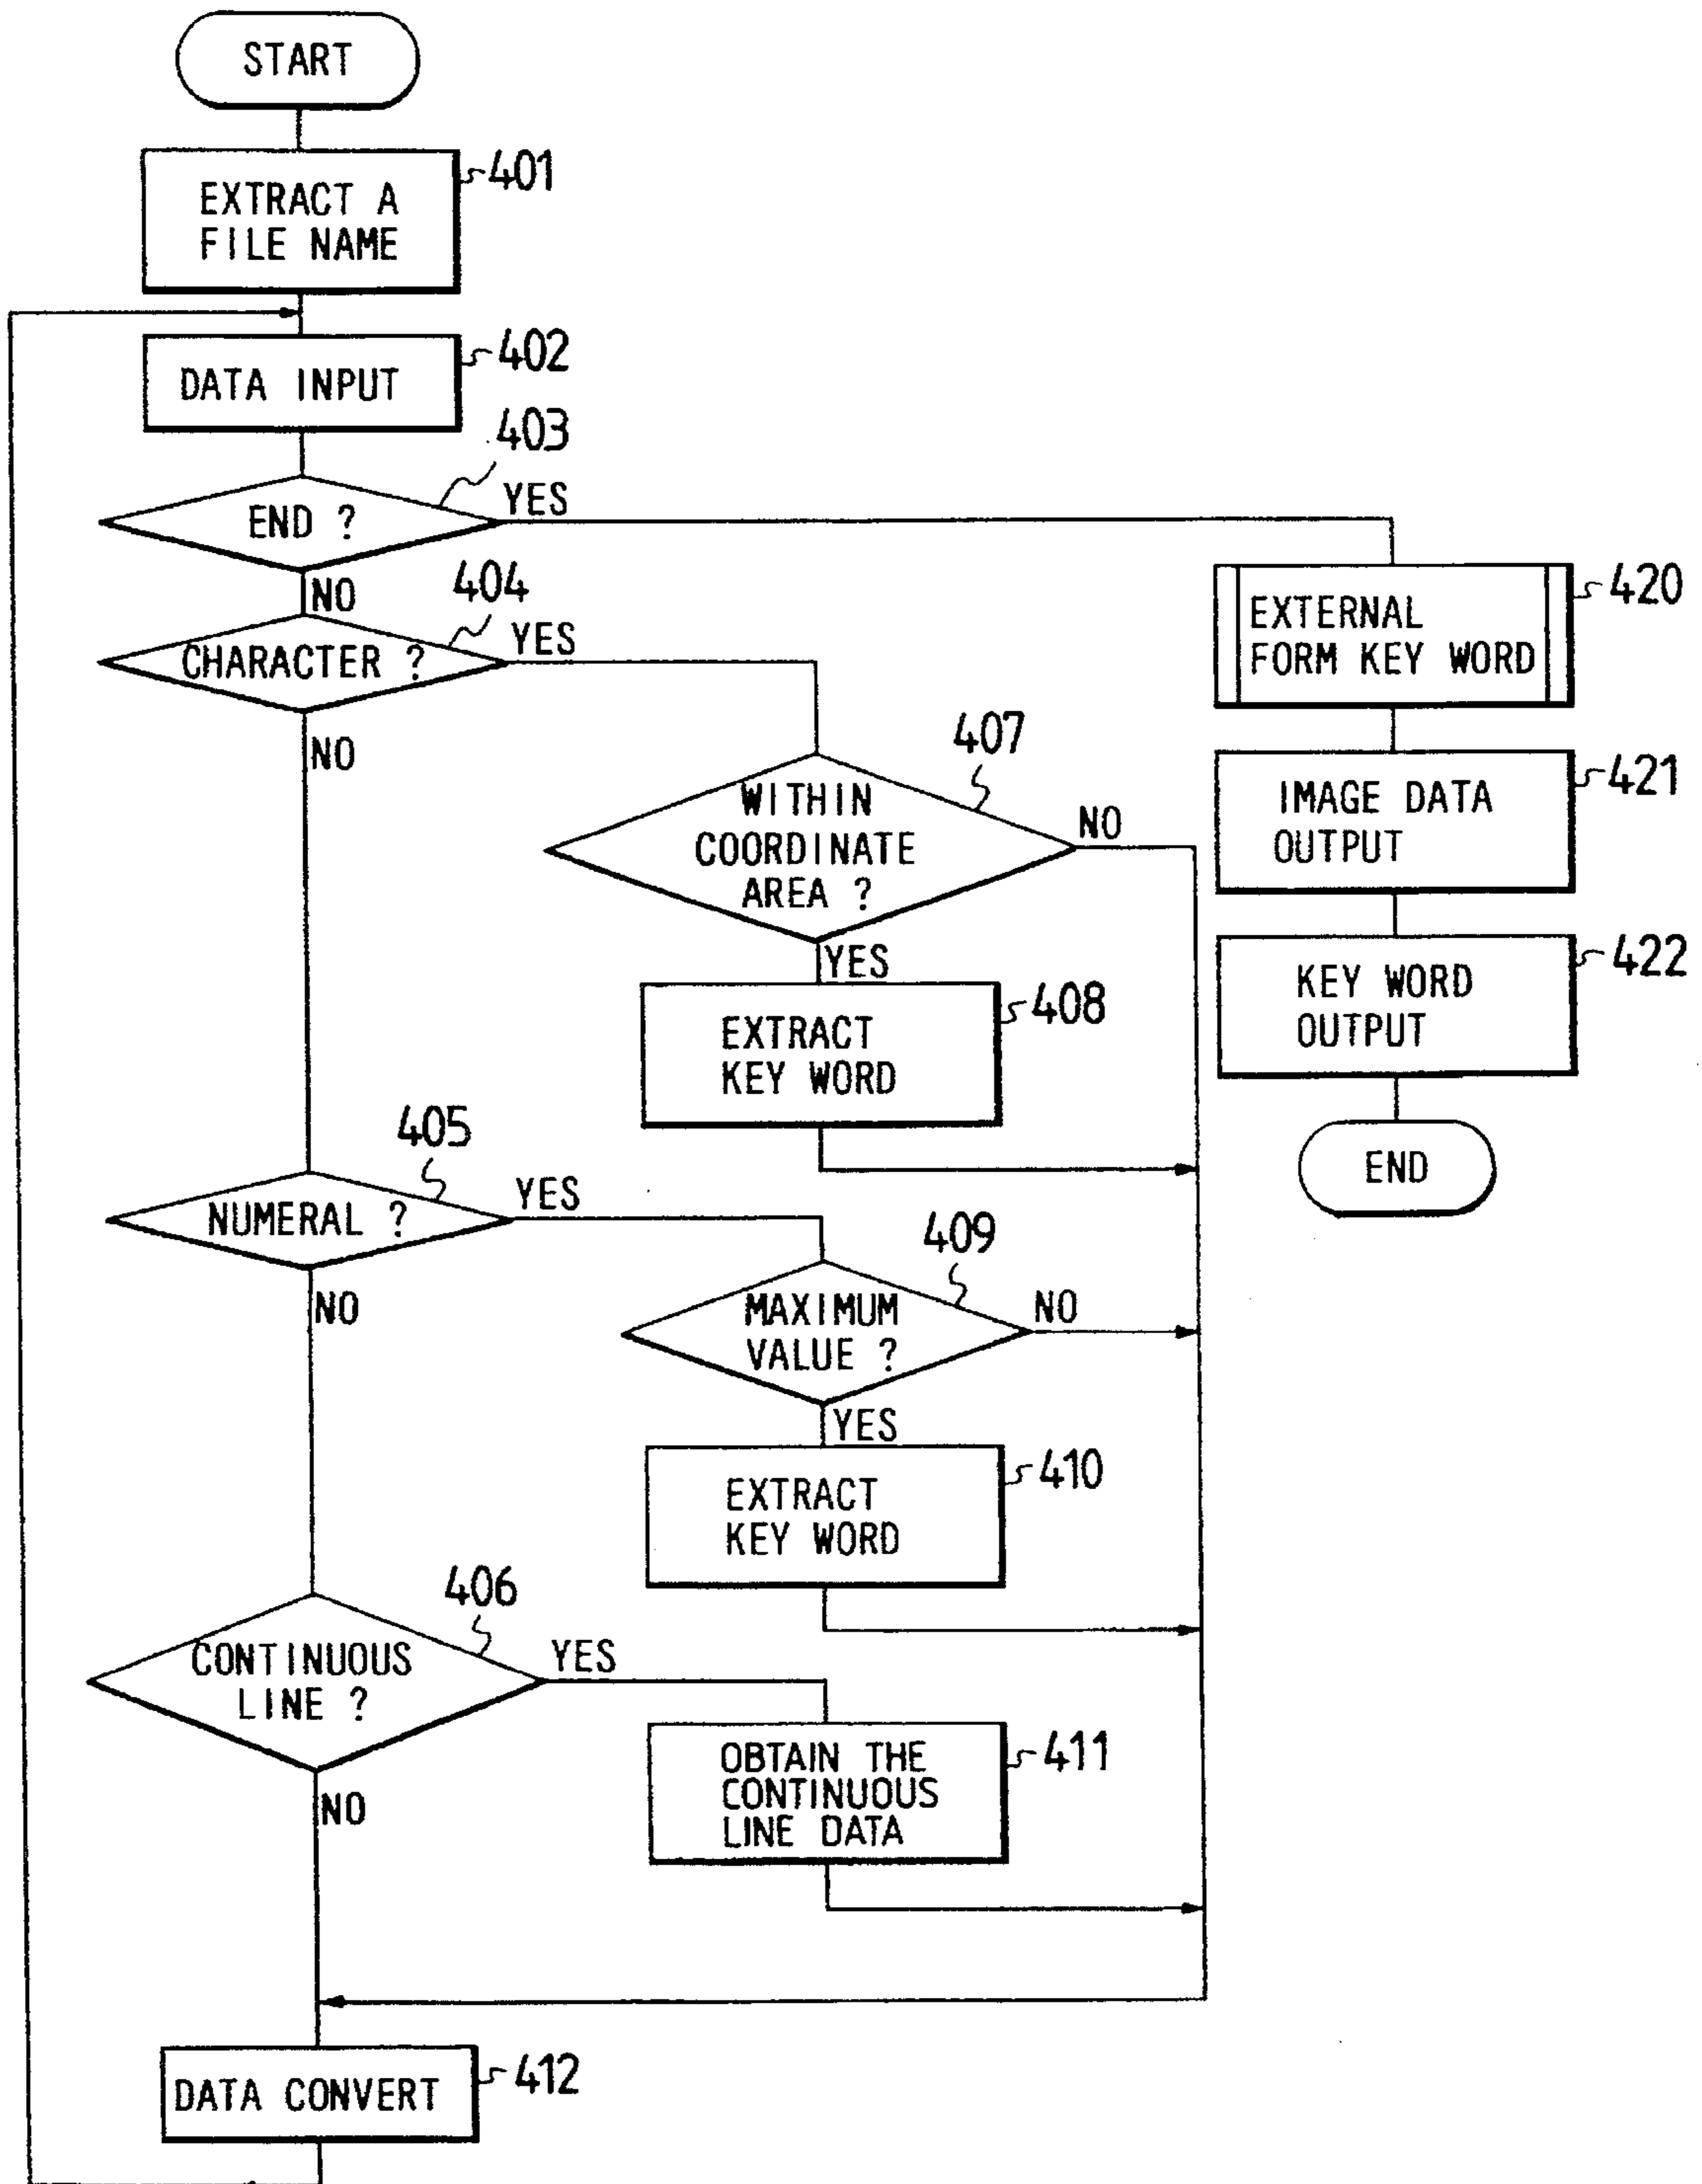 START
401
EXTRACT A
FILE NAME
402
DATA INPUT
403
END ?
YES
NO
404
CHARACTER ?
YES
NO
420
EXTERNAL
FORM KEY WORD
421
IMAGE DATA
OUTPUT
422
KEY WORD
OUTPUT
END
407
WITHIN
COORDINATE
AREA ?
NO
YES
408
EXTRACT
KEY WORD
405
NUMERAL ?
YES
NO
409
MAXIMUM
VALUE ?
NO
YES
410
EXTRACT
KEY WORD
406
CONTINUOUS
LINE ?
YES
NO
411
OBTAIN THE
CONTINUOUS
LINE DATA
412
DATA CONVERT